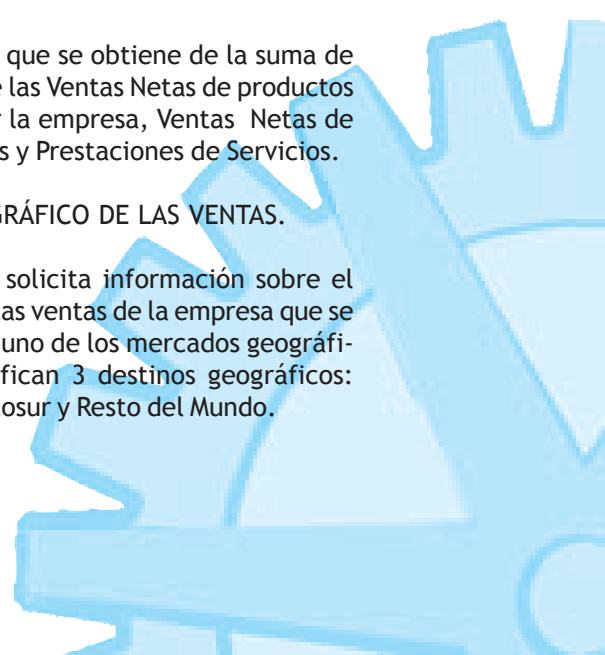 que se obtiene de la suma de
las Ventas Netas de productos
la empresa, Ventas Netas de
s y Prestaciones de Servicios.
GRÁFICO DE LAS VENTAS.
solicita información sobre el
as ventas de la empresa que se
uno de los mercados geográfi-
fican 3 destinos geográficos:
osur y Resto del Mundo.